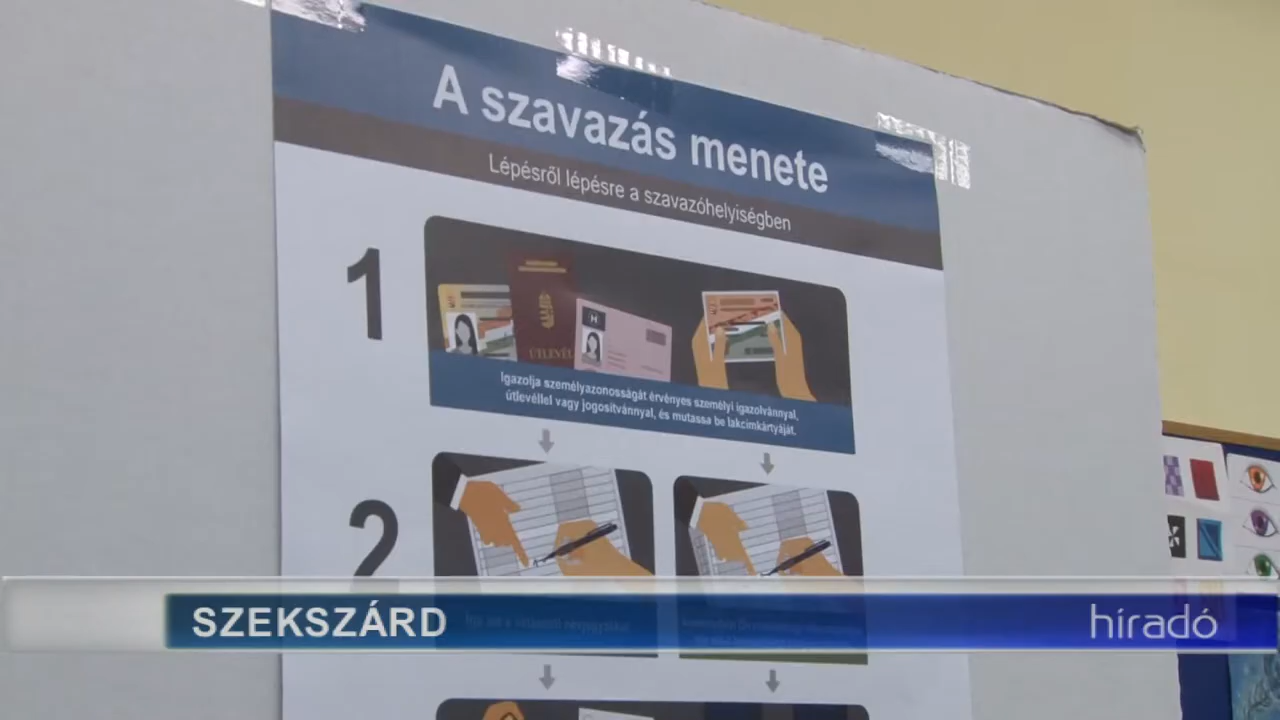 A szavazás menete
Lépésről lépésre a szavazóhelyiségben
1
ÚTLEVÉL
Igazolja személyazonosságát érvényes személyi igazolvánnyal,
útlevéllel vagy jogosítvánnyal, és mutassa be lakcímkártyáját.
2
SZEKSZÁRD
híradó